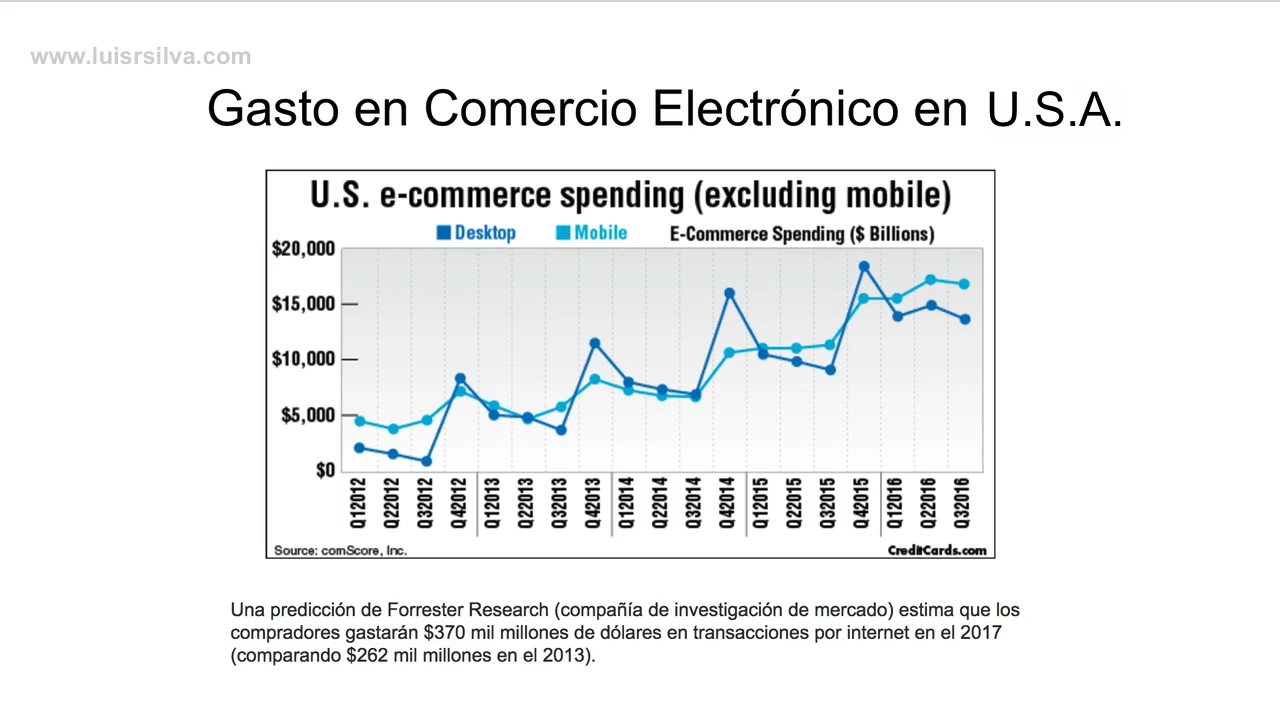 www.luisrsilva.com
Gasto en Comercio Electrónico en U.S.A.
U.S. e-commerce spending (excluding mobile)
Desktop Mobile E-Commerce Spending ($ Billions)
$20,000
$15,000
$10,000
$5,000
$0
Q12012 Q22012 Q32012 Q42012 Q12013 Q22013 Q32013 Q42013 Q12014 Q22014 Q32014 Q42014 Q12015 Q22015 Q32015 Q42015 Q12016 Q22016 Q32016
Source: comScore, Inc. CreditCards.com
Una predicción de Forrester Research (compañía de investigación de mercado) estima que los
compradores gastarán $370 mil millones de dólares en transacciones por internet en el 2017
(comparando $262 mil millones en el 2013).